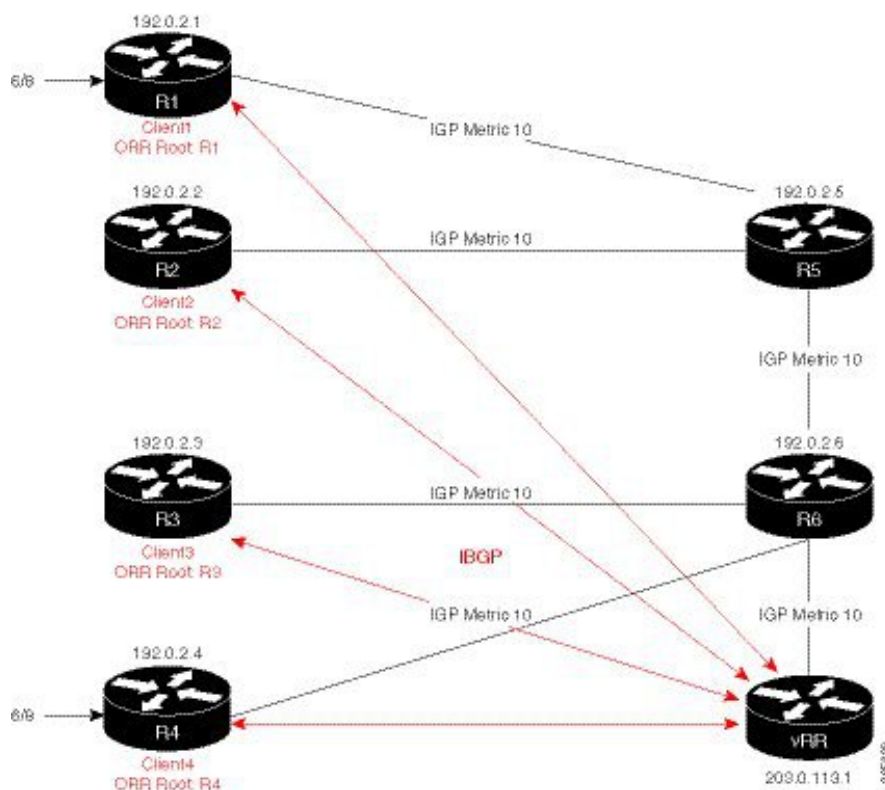 192.0.2.1
6/8
R1
Client1
ORR Root: R1
IGP Metric 10
192.0.2.2
192.0.2.5
R2
IGP Metric 10
R5
Client2
ORR Root: R2
IGP Metric 10
192.0.2.3
192.0.2.6
R3
IGP Metric 10
R6
Client3
ORR Root: R3
IBGP
IGP Metric 10
IGP Metric 10
192.0.2.4
6/8
R4
vRR
Client4
ORR Root: R4
203.0.113.1